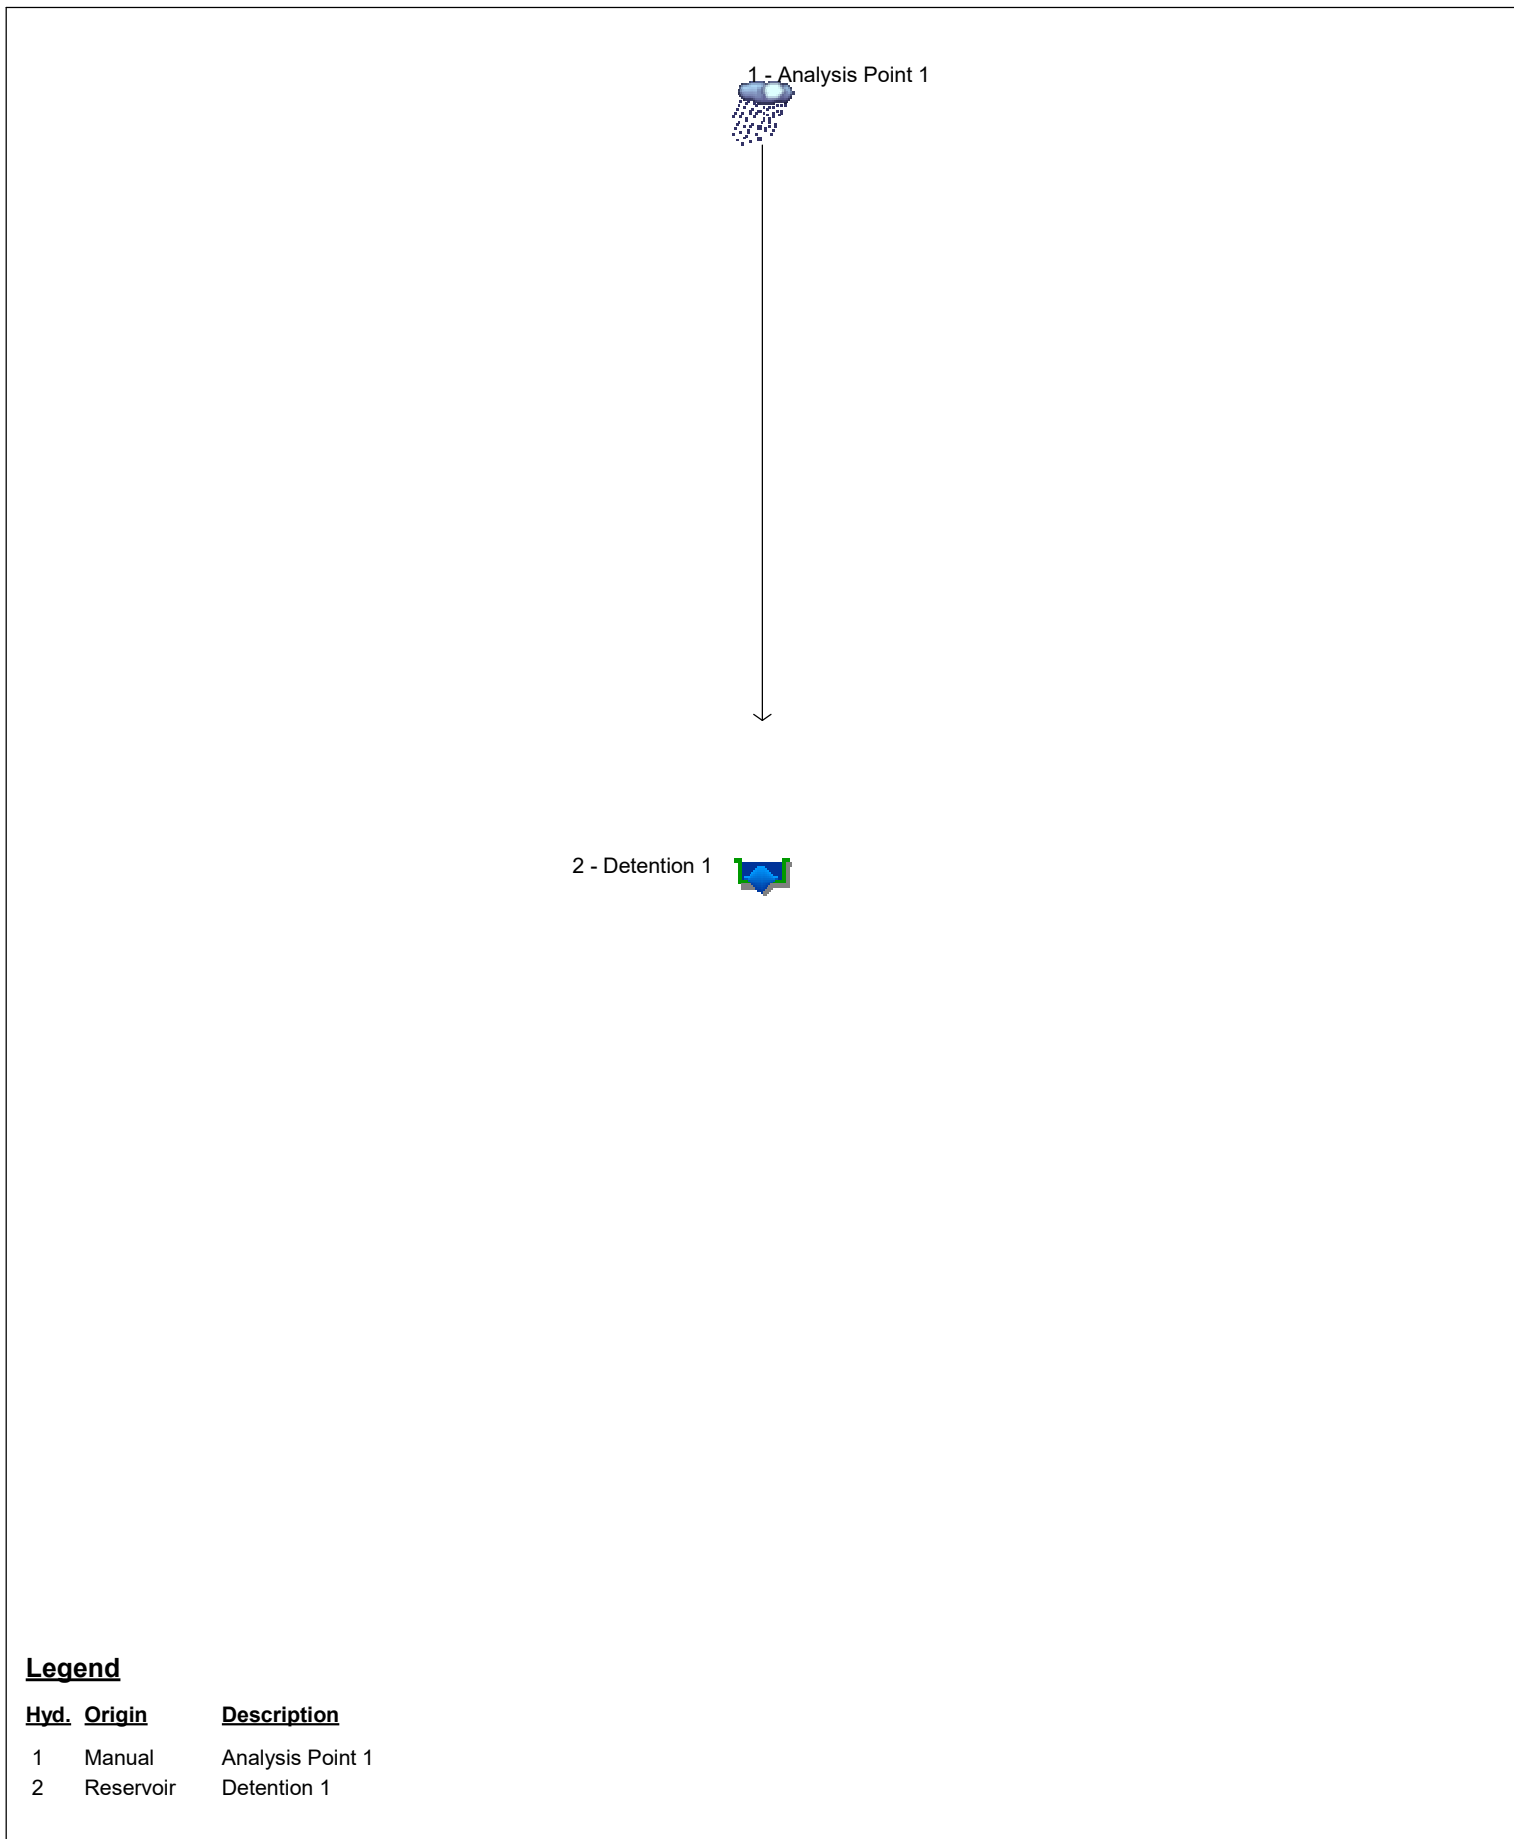 1 - Analysis Point 1
2 - Detention 1
Legend
Hyd. Origin Description
1 Manual Analysis Point 1
2 Reservoir Detention 1